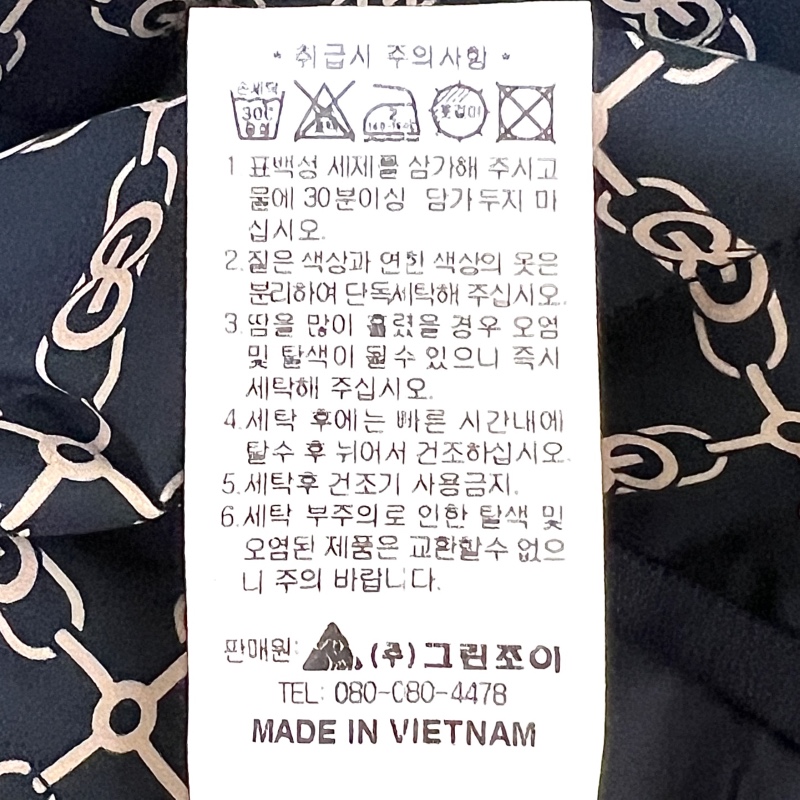 • 취급시 주의사항 •
손세탁
30℃
중성
옷걸이
1 표백성 세제를 삼가해 주시고
물에 30분이상 담가두지 마
십시오.
2. 짙은 색상과 연한 색상의 옷은
분리하여 단독세탁해 주십시오.
3. 땀을 많이 흘렸을 경우 오염
및 탈색이 될수 있으니 즉시
세탁해 주십시오.
4. 세탁 후에는 빠른 시간내에
탈수 후 뉘어서 건조하십시오.
5. 세탁후 건조기 사용금지.
6. 세탁 부주의로 인한 탈색 및
오염된 제품은 교환할수 없으
니 주의 바랍니다.
판매원: (주)그린조이
TEL: 080-080-4478
MADE IN VIETNAM